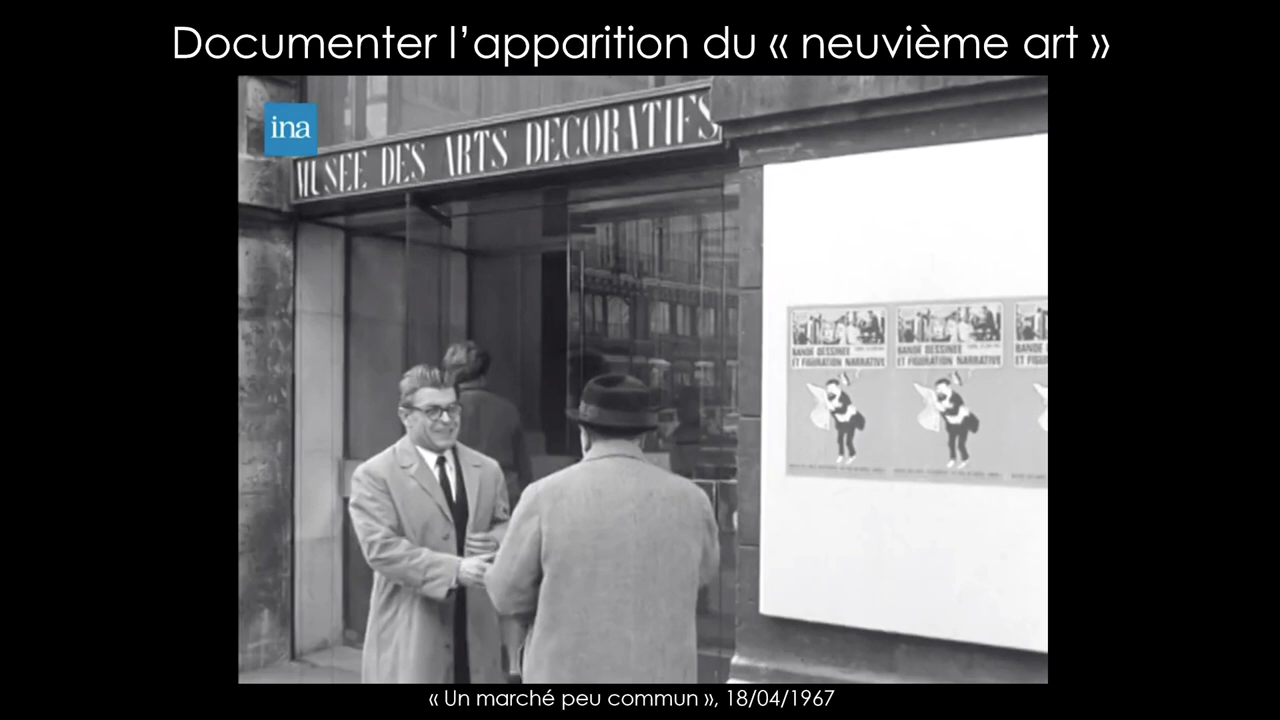 Documenter l’apparition du « neuvième art »
ina
MUSEE DES ARTS DECORATIFS
BANDE DESSINEE
ET FIGURATION NARRATIVE
BANDE DESSINEE
ET FIGURATION NARRATIVE
« Un marché peu commun », 18/04/1967